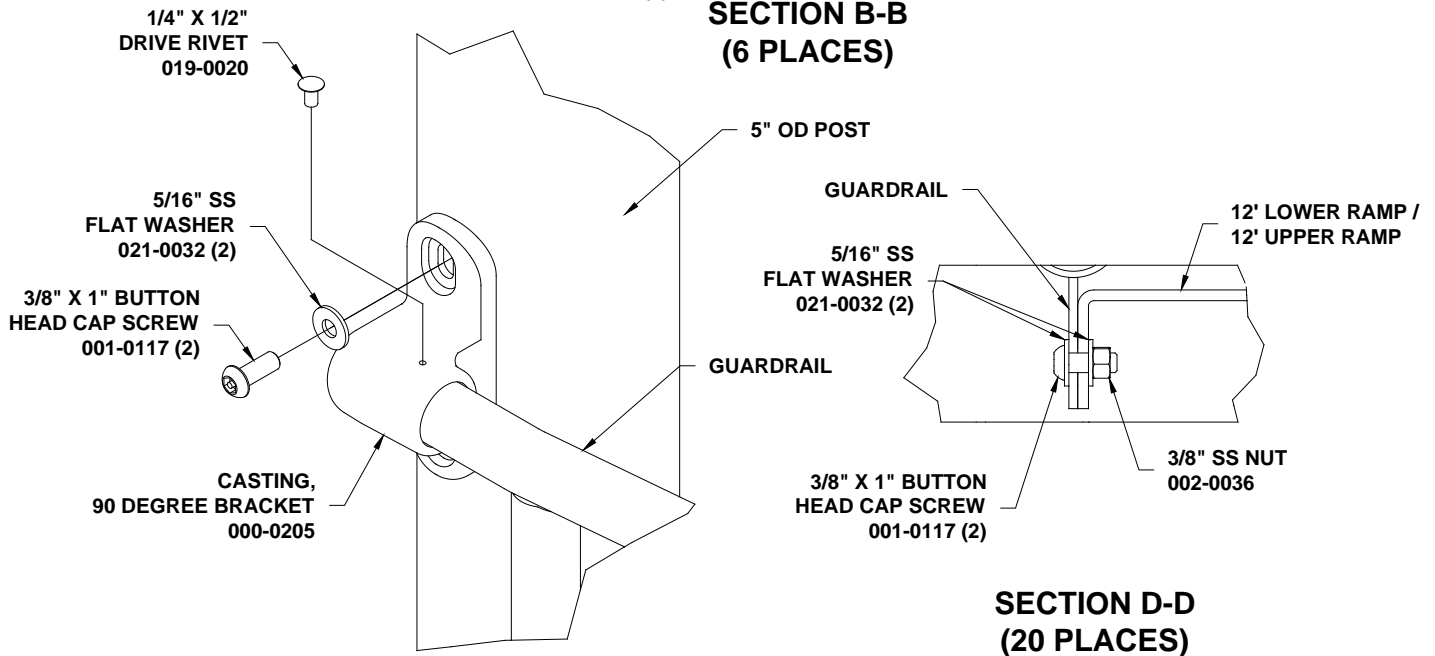 SECTION B-B
(6 PLACES)
1/4" X 1/2"
DRIVE RIVET
019-0020
5/16" SS
FLAT WASHER
021-0032 (2)
3/8" X 1" BUTTON
HEAD CAP SCREW
001-0117 (2)
CASTING,
90 DEGREE BRACKET
000-0205
5" OD POST
GUARDRAIL
GUARDRAIL
5/16" SS
FLAT WASHER
021-0032 (2)
12' LOWER RAMP /
12' UPPER RAMP
3/8" X 1" BUTTON
HEAD CAP SCREW
001-0117 (2)
3/8" SS NUT
002-0036
SECTION D-D
(20 PLACES)